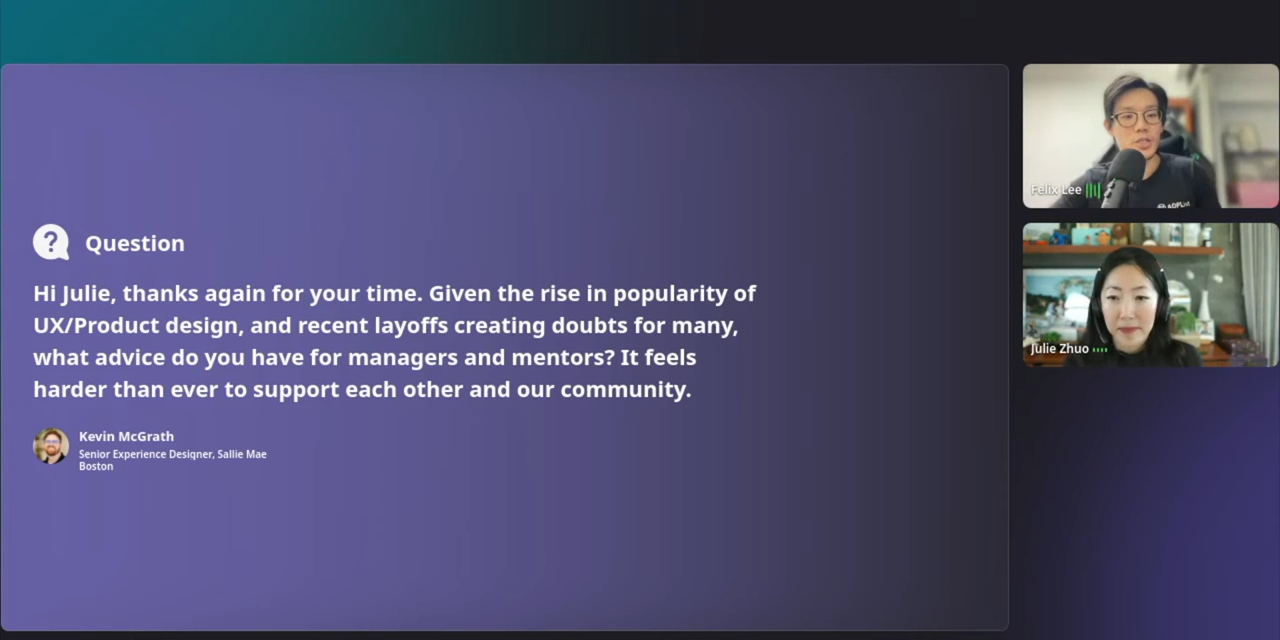 Question
Hi Julie, thanks again for your time. Given the rise in popularity of
UX/Product design, and recent layoffs creating doubts for many,
what advice do you have for managers and mentors? It feels
harder than ever to support each other and our community.
Kevin McGrath
Senior Experience Designer, Sallie Mae
Boston
Felix Lee
ADPList
Julie Zhuo